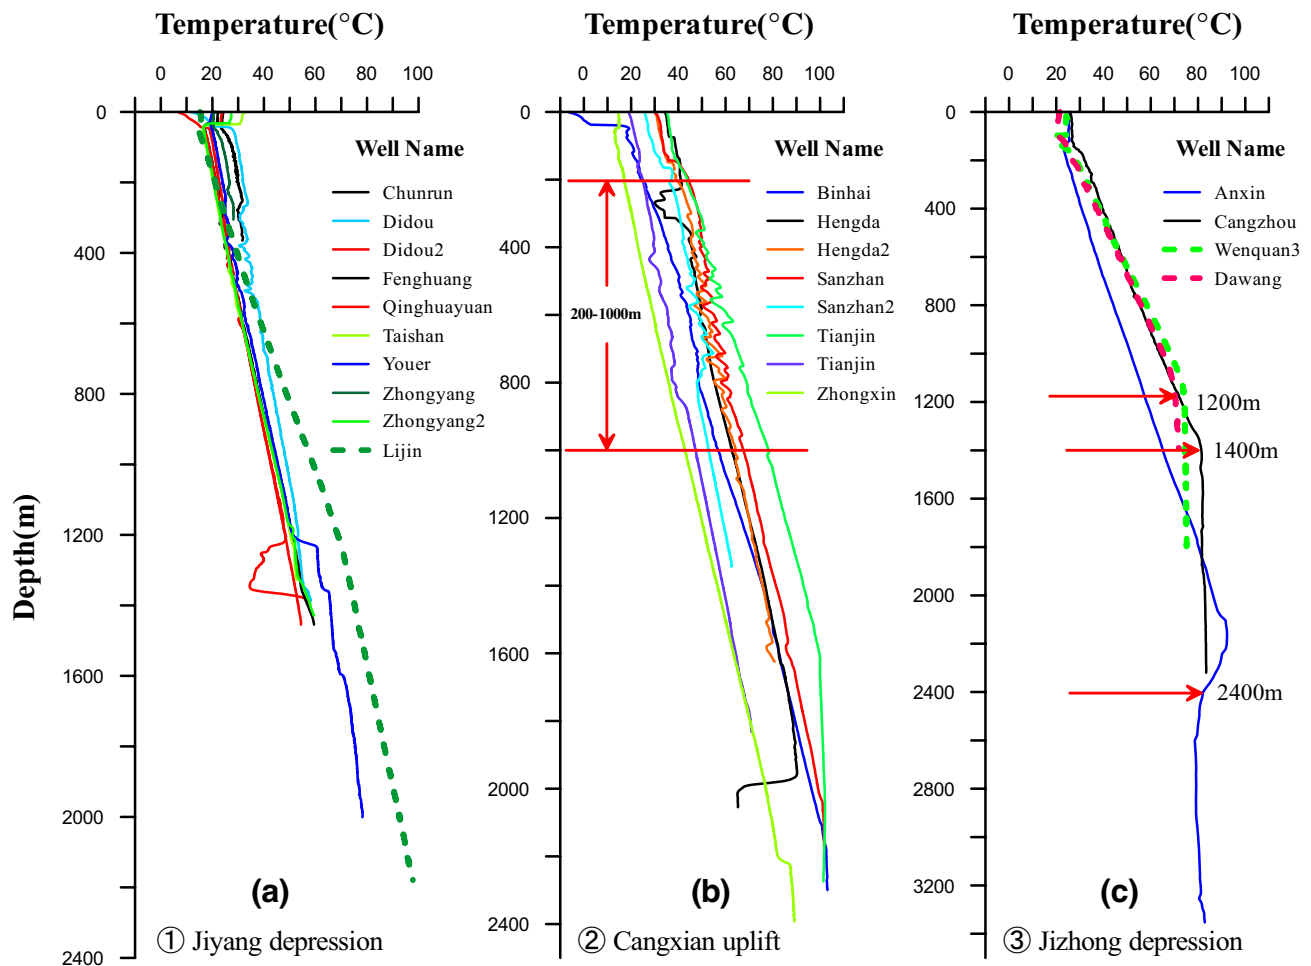 Temperature(°C)
0 20 40 60 80 100
0
400
800
1200
1600
2000
2400
Depth(m)
Well Name
Chunrun
Didou
Didou2
Fenghuang
Qinghuayuan
Taishan
Youer
Zhongyang
Zhongyang2
Lijin
(a)
① Jiyang depression
Temperature(°C)
0 20 40 60 80 100
0
400
800
1200
1600
2000
2400
Well Name
Binhai
Hengda
Hengda2
Sanzhan
Sanzhan2
Tianjin
Tianjin
Zhongxin
200-1000m
(b)
② Cangxian uplift
Temperature(°C)
0 20 40 60 80 100
0
400
800
1200
1600
2000
2400
2800
3200
Well Name
Anxin
Cangzhou
Wenquan3
Dawang
1200m
1400m
2400m
(c)
③ Jizhong depression